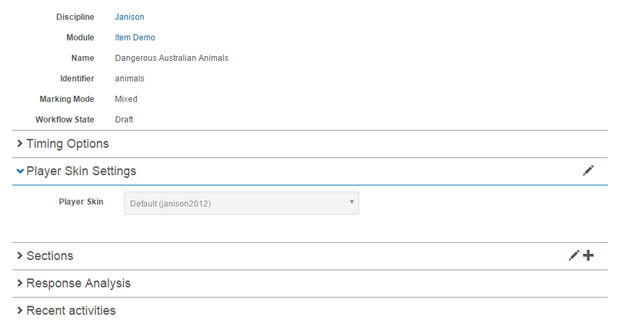 Discipline Janison
Module Item Demo
Name Dangerous Australian Animals
Identifier animals
Marking Mode Mixed
Workflow State Draft
Timing Options
Player Skin Settings
Player Skin Default (janison2012)
Sections
Response Analysis
Recent activities